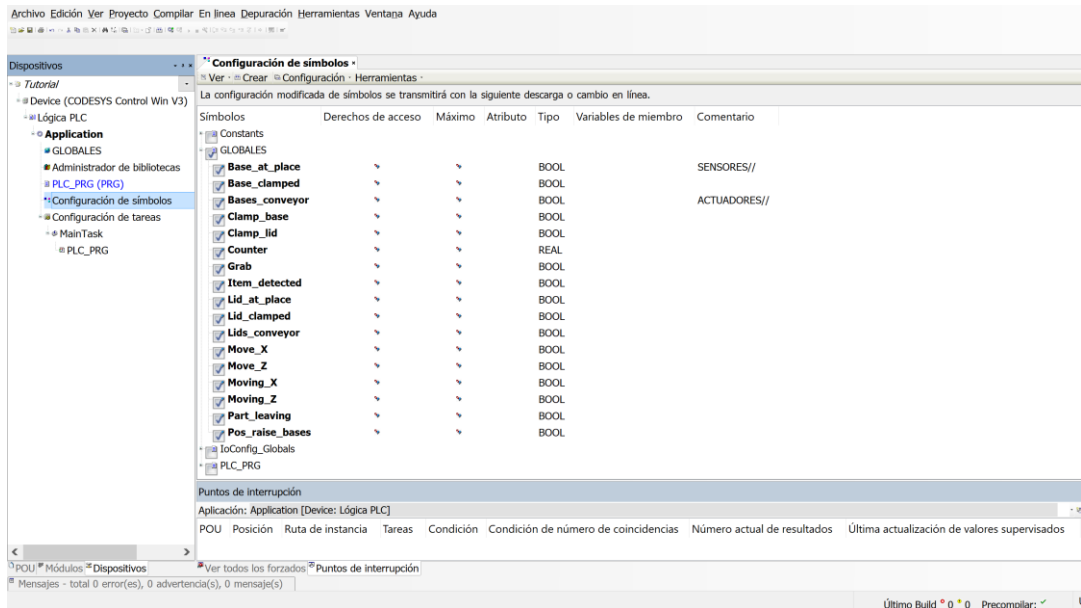 Archivo Edición Ver Proyecto Compilar En línea Depuración Herramientas Ventana Ayuda
Dispositivos
Tutorial
Device (CODESYS Control Win V3)
Lógica PLC
Application
GLOBALES
Administrador de bibliotecas
PLC_PRG (PRG)
Configuración de símbolos
Configuración de tareas
MainTask
PLC_PRG
POU Módulos Dispositivos
Configuración de símbolos
Ver Crear Configuración Herramientas
La configuración modificada de símbolos se transmitirá con la siguiente descarga o cambio en línea.
Símbolos Derechos de acceso Máximo Atributo Tipo Variables de miembro Comentario
Constants
GLOBALES
Base_at_place BOOL SENSORES//
Base_clamped BOOL
Bases_conveyor BOOL ACTUADORES//
Clamp_base BOOL
Clamp_lid BOOL
Counter REAL
Grab BOOL
Item_detected BOOL
Lid_at_place BOOL
Lid_clamped BOOL
Lids_conveyor BOOL
Move_X BOOL
Move_Z BOOL
Moving_X BOOL
Moving_Z BOOL
Part_leaving BOOL
Pos_raise_bases BOOL
IoConfig_Globals
PLC_PRG
Puntos de interrupción
Aplicación: Application [Device: Lógica PLC]
POU Posición Ruta de instancia Tareas Condición Condición de número de coincidencias Número actual de resultados Última actualización de valores supervisados
Ver todos los forzados Puntos de interrupción
Mensajes - total 0 error(es), 0 advertencia(s), 0 mensaje(s)
Último Build 0 0 Precompilar: